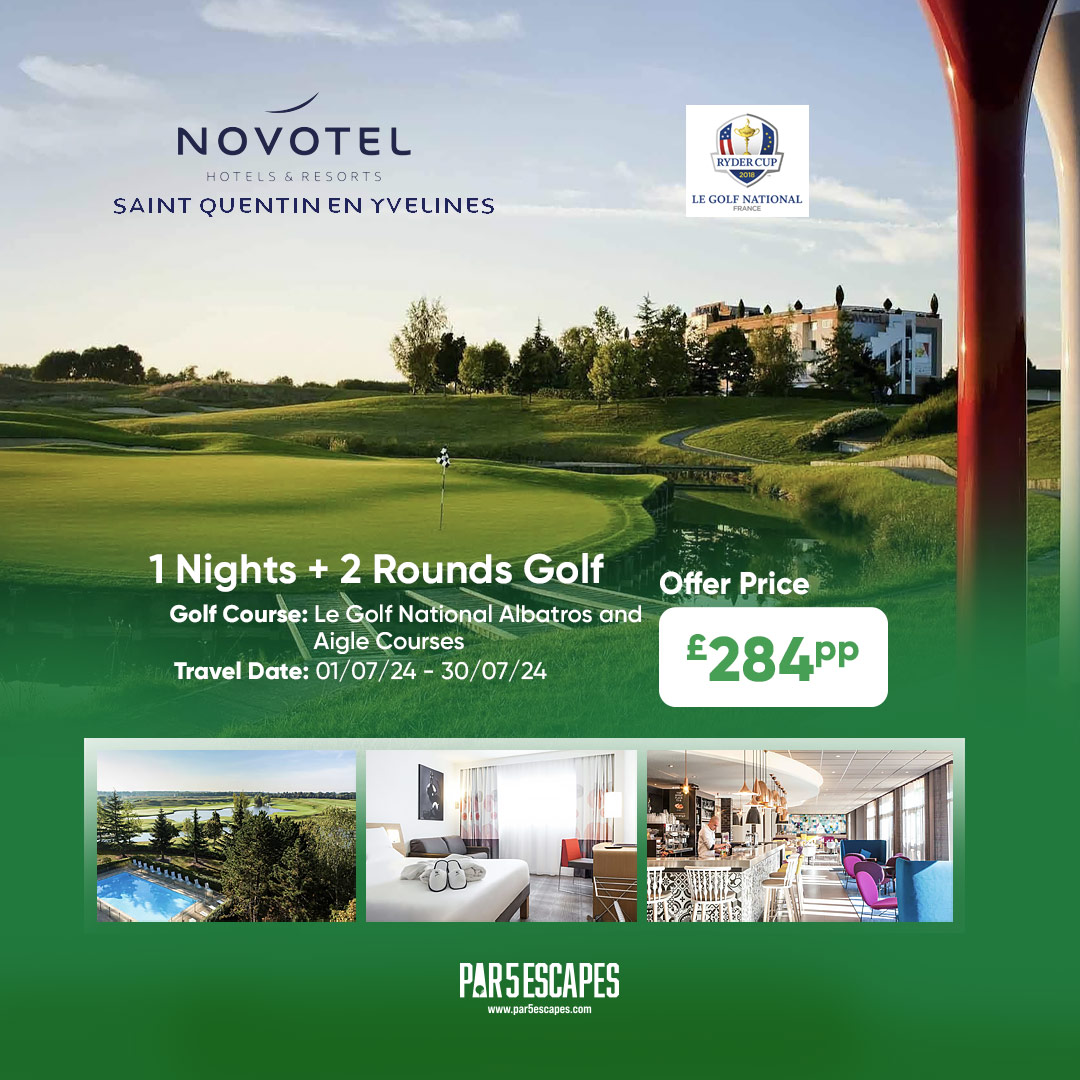 NOVOTEL
HOTELS & RESORTS
SAINT QUENTIN EN YVELINES
RYDER CUP
2018
LE GOLF NATIONAL
FRANCE
NOVOTEL
1 Nights + 2 Rounds Golf
Golf Course: Le Golf National Albatros and
Aigle Courses
Travel Date: 01/07/24 - 30/07/24
Offer Price
£284pp
PAR5ESCAPES
www.par5escapes.com